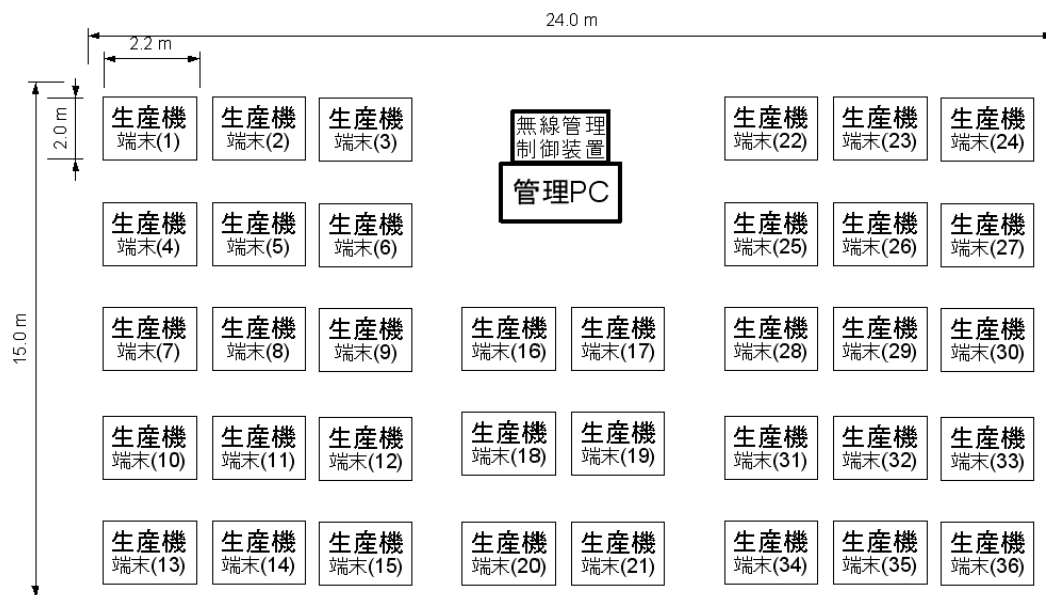 24.0 m
2.2 m
2.0 m
15.0 m
生産機
端末(1)
生産機
端末(2)
生産機
端末(3)
無線管理
制御装置
管理PC
生産機
端末(22)
生産機
端末(23)
生産機
端末(24)
生産機
端末(4)
生産機
端末(5)
生産機
端末(6)
生産機
端末(25)
生産機
端末(26)
生産機
端末(27)
生産機
端末(7)
生産機
端末(8)
生産機
端末(9)
生産機
端末(16)
生産機
端末(17)
生産機
端末(28)
生産機
端末(29)
生産機
端末(30)
生産機
端末(10)
生産機
端末(11)
生産機
端末(12)
生産機
端末(18)
生産機
端末(19)
生産機
端末(31)
生産機
端末(32)
生産機
端末(33)
生産機
端末(13)
生産機
端末(14)
生産機
端末(15)
生産機
端末(20)
生産機
端末(21)
生産機
端末(34)
生産機
端末(35)
生産機
端末(36)